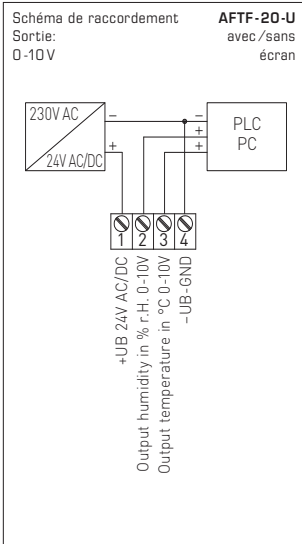 Schéma de raccordement
Sortie:
0-10 V
AFTF-20-U
avec/sans
écran
230V AC
24V AC/DC
–
+
–
+
+
PLC
PC
1 2 3 4
+UB 24V AC/DC
Output humidity in % r.H. 0-10V
Output temperature in °C 0-10V
–UB-GND